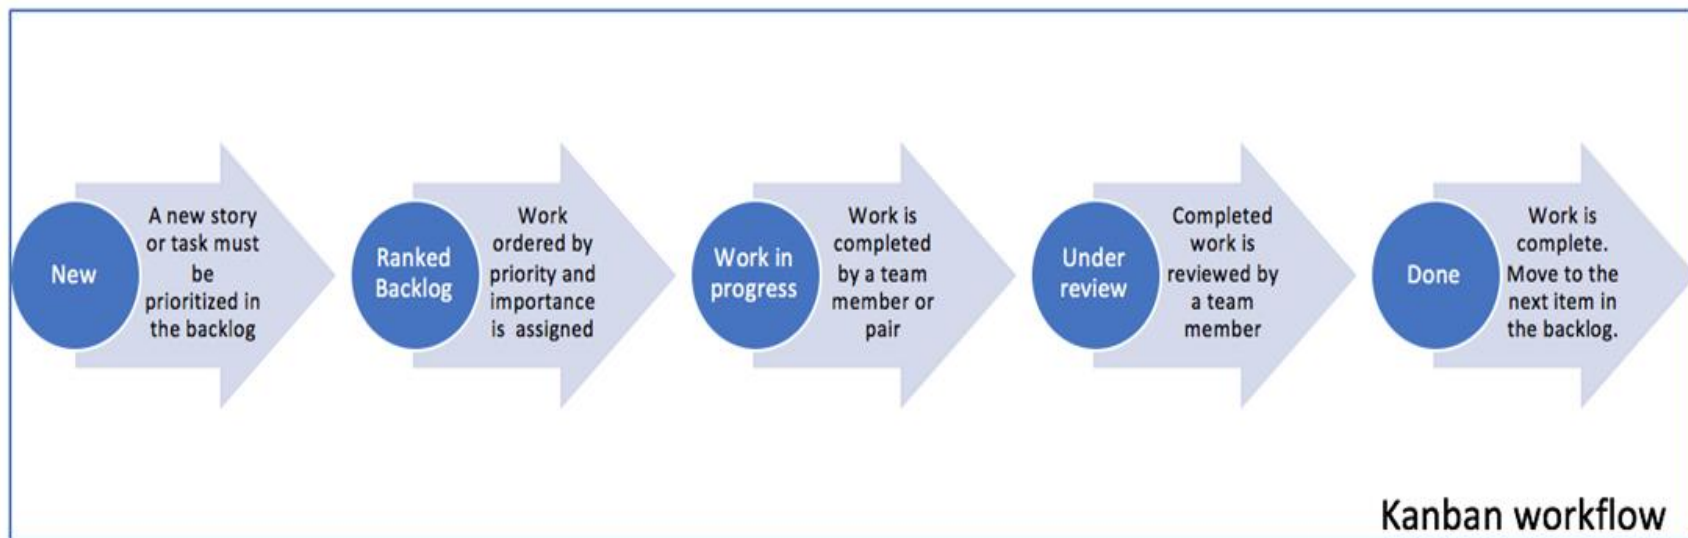 New
A new story
or task must
be
prioritized in
the backlog
Ranked
Backlog
Work
ordered by
priority and
importance
is assigned
Work in
progress
Work is
completed
by a team
member or
pair
Under
review
Completed
work is
reviewed by
a team
member
Done
Work is
complete.
Move to the
next item in
the backlog.
Kanban workflow